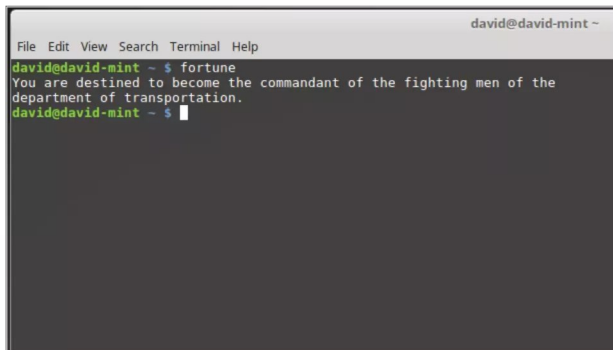 david@david-mint ~
File Edit View Search Terminal Help
david@david-mint ~ $ fortune
You are destined to become the commandant of the fighting men of the
department of transportation.
david@david-mint ~ $